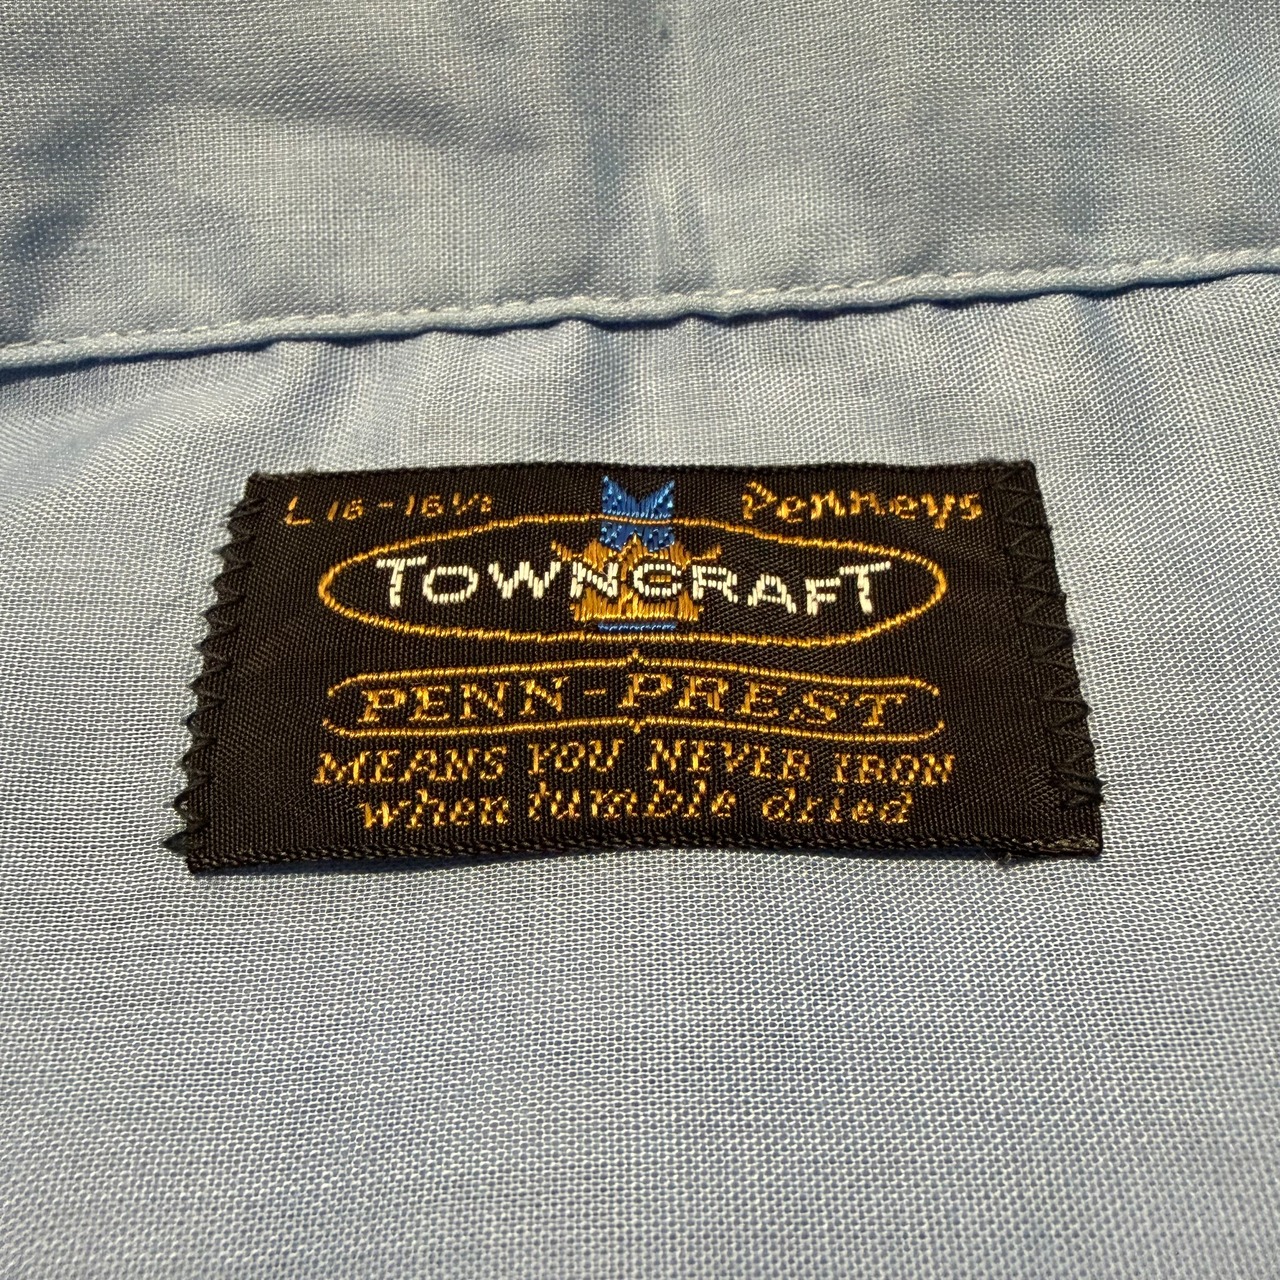 L 16-16½ Penneys
TOWNCRAFT
PENN-PREST
MEANS YOU NEVER IRON
when tumble dried